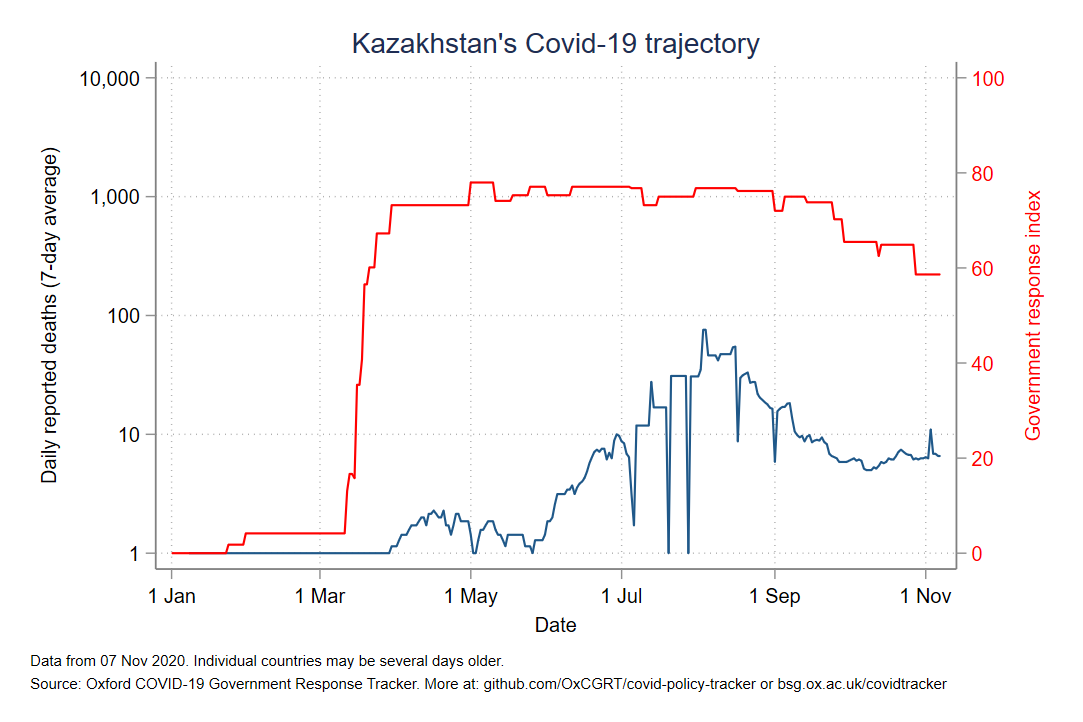 Kazakhstan's Covid-19 trajectory
Daily reported deaths (7-day average)
10,000
1,000
100
10
1
100
80
60
40
20
0
Government response index
1 Jan
1 Mar
1 May
1 Jul
1 Sep
1 Nov
Date
Data from 07 Nov 2020. Individual countries may be several days older.
Source: Oxford COVID-19 Government Response Tracker. More at: github.com/OxCGRT/covid-policy-tracker or bsg.ox.ac.uk/covidtracker